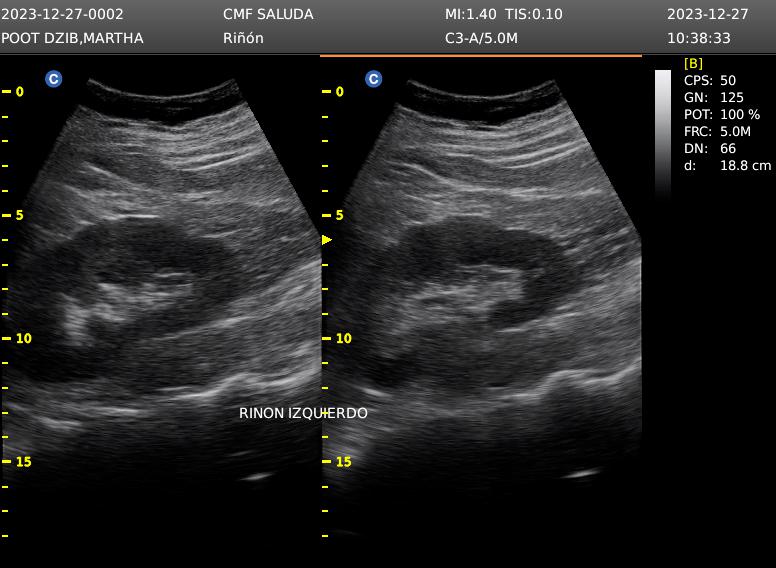 2023-12-27-0002 CMF SALUDA MI:1.40 TIS:0.10 2023-12-27
POOT DZIB,MARTHA Riñón C3-A/5.0M 10:38:33
[B]
CPS: 50
GN: 125
POT: 100 %
FRC: 5.0M
DN: 66
d: 18.8 cm
C C
0 0
5 5
10 10
RINON IZQUIERDO
15 15